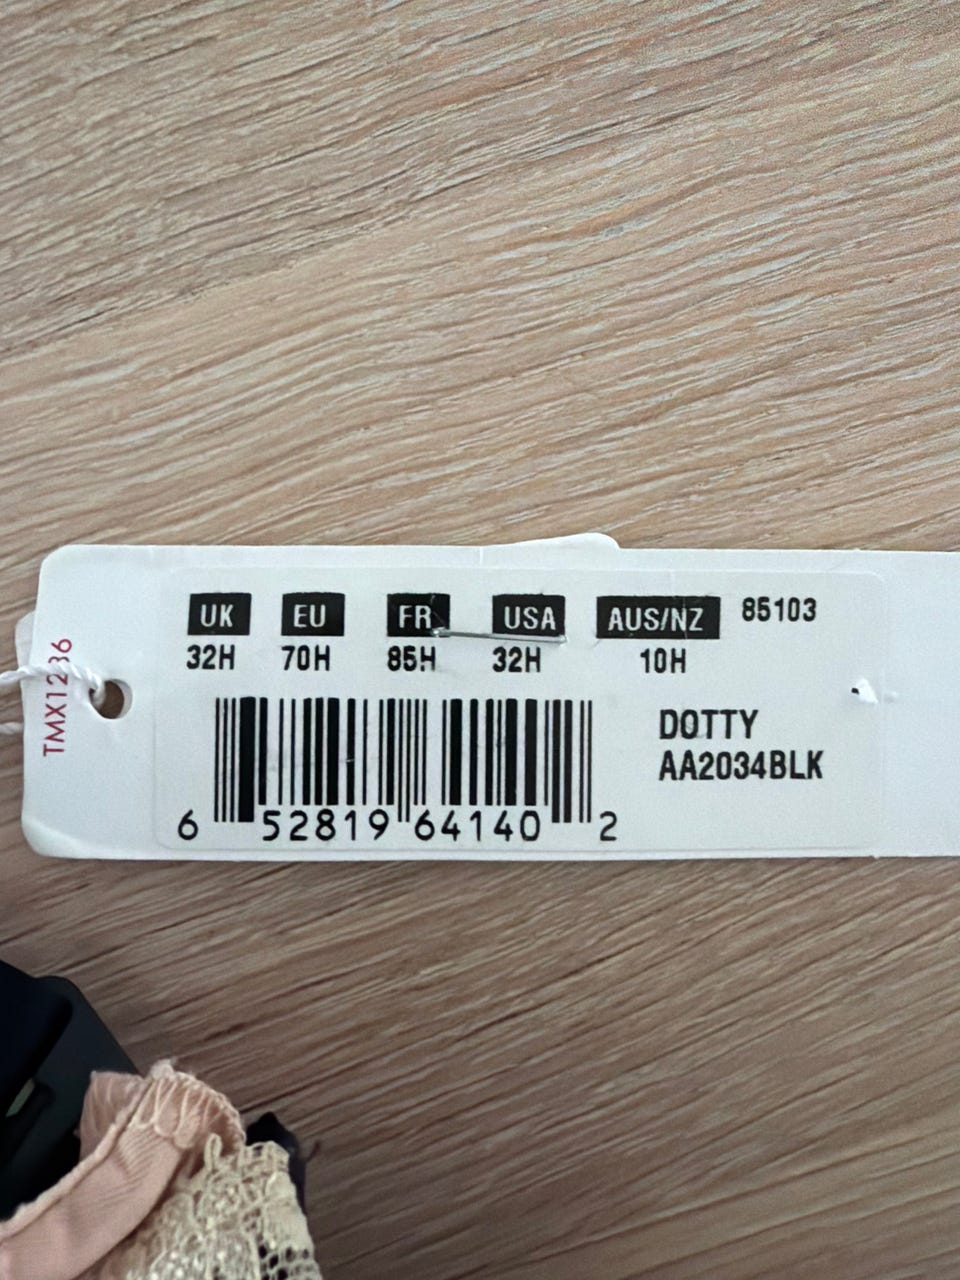 UK EU FR USA AUS/NZ 85103
32H 70H 85H 32H 10H
DOTTY
AA2034BLK
6 52819 64140 2
TMX1236